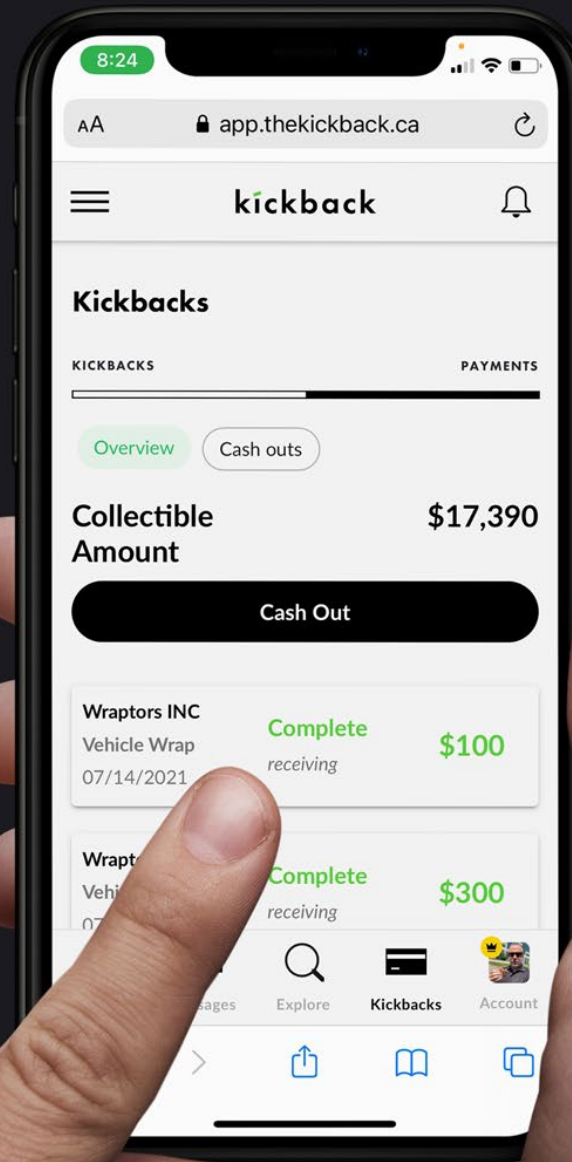 8:24
AA app.thekickback.ca
kickback
Kickbacks
KICKBACKS PAYMENTS
Overview Cash outs
Collectible $17,390
Amount
Cash Out
Wraptors INC
Vehicle Wrap
07/14/2021
Complete
receiving
$100
Complete
receiving
$300
Explore Kickbacks Account